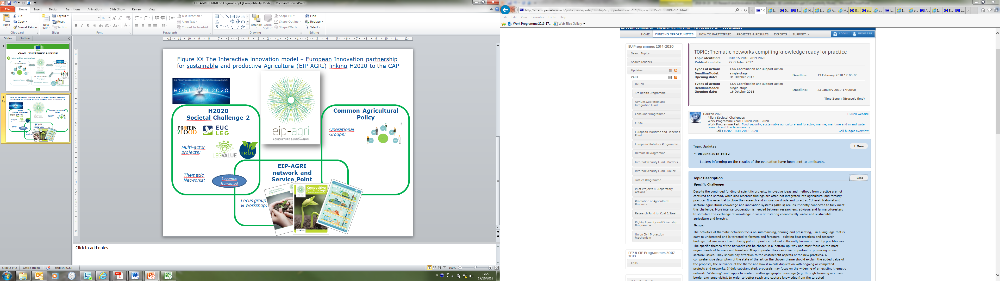 EIP-AGRI - H2020 on Legumes.ppt [Compatibility Mode] - Microsoft PowerPoint
File Home Insert Design Transitions Animations Slide Show Review View
Paste
Cut
Copy
Format Painter
Clipboard
New Slide
Layout
Reset
Section
Slides
16
Font
Paragraph
Text Direction
Align Text
Convert to SmartArt
Arrange
Quick Styles
Shape Fill
Shape Outline
Shape Effects
Drawing
Find
Replace
Select
Editing
Slides Outline
1
DG AGRI – Unit B2 Research & Innovation
Interactive innovation
2
Figure XX The Interactive innovation model – European Innovation partnership
for sustainable and productive Agriculture (EIP-AGRI) linking H2020 to the CAP
THE FRAMEWORK PROGRAMME FOR RESEARCH AND INNOVATION
HORIZON 2020
H2020
Societal Challenge 2
PROTEIN
2FOOD
EUC
LEG
Multi-actor
projects:
LEGVALUE
TRUE
Thematic
Networks:
Legumes
Translated
eip-agri
AGRICULTURE & INNOVATION
Common Agricultural
Policy
Operational
Groups:
EIP-AGRI
network and
Service Point
Focus group
& Workshop:
Competitive
protein crops
Click to add notes
Slide 2 of 2 "Office Theme" English (U.K.) 100%
FR
17:29
17/10/2018
http://ec.europa.eu/research/participants/portal/desktop/en/opportunities/h2020/topics/rur-15-2018-2019-2020.html
File Edit View Favorites Tools Help
Work Programme 2016-17... Web Slice Gallery
European Commission > Research & Innovation > Participant Portal > Opportunities
HOME FUNDING OPPORTUNITIES HOW TO PARTICIPATE PROJECTS & RESULTS EXPERTS SUPPORT LOGIN REGISTER
EU Programmes 2014-2020
Search Topics
Search Tenders
Updates
Calls
H2020
3rd Health Programme
Asylum, Migration and
Integration Fund
Consumer Programme
COSME
European Maritime and Fisheries
Fund
European Statistics Programme
Hercule III Programme
Internal Security Fund - Borders
Internal Security Fund - Police
Justice Programme
Pilot Projects & Preparatory
Actions
Promotion of Agricultural
Products
Research Fund for Coal & Steel
Rights, Equality and Citizenship
Programme
Union Civil Protection
Mechanism
FP7 & CIP Programmes 2007-
2013
Calls
TOPIC : Thematic networks compiling knowledge ready for practice
Topic identifier: RUR-15-2018-2019-2020
Publication date: 27 October 2017
Types of action: CSA Coordination and support action
DeadlineModel: single-stage
Opening date: 31 October 2017
Deadline: 13 February 2018 17:00:00
Types of action: CSA Coordination and support action
DeadlineModel: single-stage
Opening date: 16 October 2018
Deadline: 23 January 2019 17:00:00
Time Zone : (Brussels time)
Horizon 2020 H2020 website
Pillar: Societal Challenges
Work Programme Year: H2020-2018-2020
Work Programme Part: Food security, sustainable agriculture and forestry, marine, maritime and inland water
research and the bioeconomy
Call : H2020-RUR-2018-2020 Call budget overview
Topic Updates + More
08 June 2018 16:12
Letters informing on the results of the evaluation have been sent to applicants.
Topic Description - Less
Specific Challenge:
Despite the continued funding of scientific projects, innovative ideas and methods from practice are not
captured and spread, while also research findings are often not integrated into agricultural and forestry
practice. It is essential to close the research and innovation divide and to act at EU level. National and
sectoral agricultural knowledge and innovation systems (AKISs) are insufficiently connected to fully meet
this challenge. More intense cooperation is needed between researchers, advisors and farmers/foresters
to stimulate the exchange of knowledge in view of fostering economically viable and sustainable
agriculture and forestry.
Scope:
The activities of thematic networks focus on summarising, sharing and presenting, - in a language that is
easy to understand and is targeted to farmers and foresters - existing best practices and research
findings that are near close to being put into practice, but not sufficiently known or used by practitioners.
The specific themes of the networks can be chosen in a 'bottom-up' way and must focus on the most
urgent needs of farmers and foresters. If appropriate, they can cover important or promising cross-
sectoral issues. They should pay attention to the cost/benefit aspects of the new practices. A
comprehensive description of the state of the art on the chosen theme should explain the added value of
the proposal, the relevance of the theme and how it avoids duplication with ongoing or completed
projects and networks. If duly substantiated, proposals may focus on the widening of an existing thematic
network. 'Widening' could apply to content and/or geographic coverage (e.g. through twinning or cross-
border exchange visits). In order to better reach and capture knowledge from the targeted